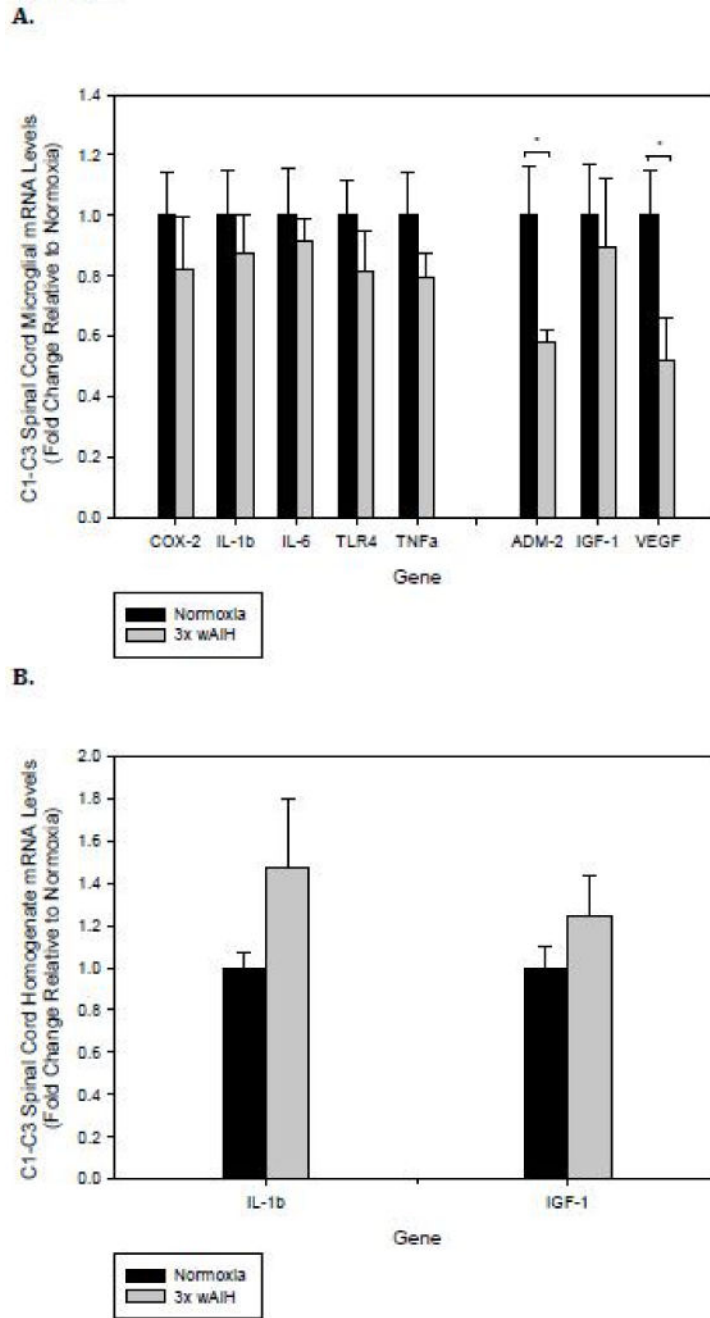 A.
C1-C3 Spinal Cord Microglial mRNA Levels
(Fold Change Relative to Normoxia)
1.4
1.2
1.0
0.8
0.6
0.4
0.2
0.0
*
*
COX-2 IL-1b IL-6 TLR4 TNFa ADM-2 IGF-1 VEGF
Gene
Normoxia
3x wAIH
B.
C1-C3 Spinal Cord Homogenate mRNA Levels
(Fold Change Relative to Normoxia)
2.0
1.8
1.6
1.4
1.2
1.0
0.8
0.6
0.4
0.2
0.0
IL-1b IGF-1
Gene
Normoxia
3x wAIH